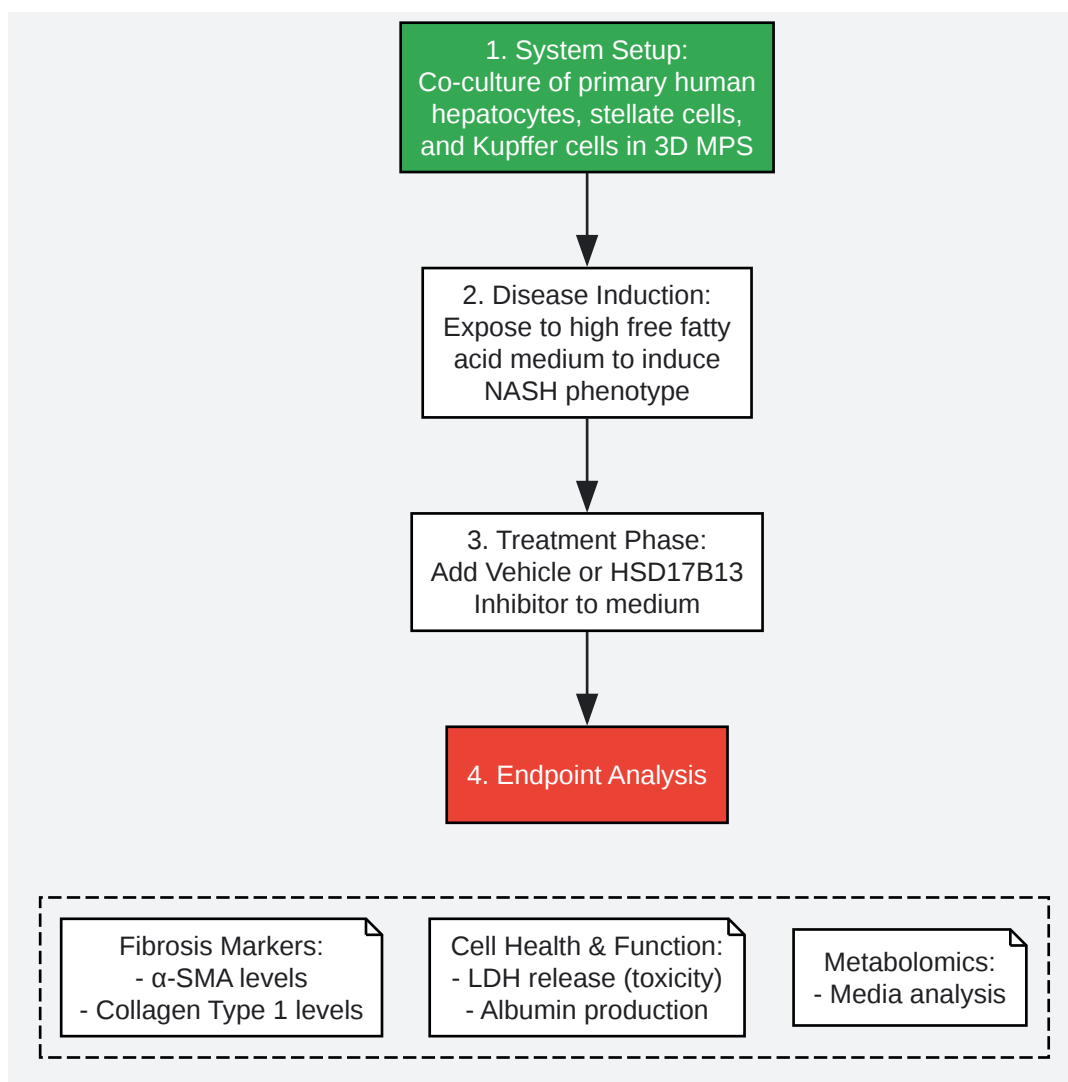 1. System Setup:
Co-culture of primary human
hepatocytes, stellate cells,
and Kupffer cells in 3D MPS
2. Disease Induction:
Expose to high free fatty
acid medium to induce
NASH phenotype
3. Treatment Phase:
Add Vehicle or HSD17B13
Inhibitor to medium
4. Endpoint Analysis
Fibrosis Markers:
- α-SMA levels
- Collagen Type 1 levels
Cell Health & Function:
- LDH release (toxicity)
- Albumin production
Metabolomics:
- Media analysis